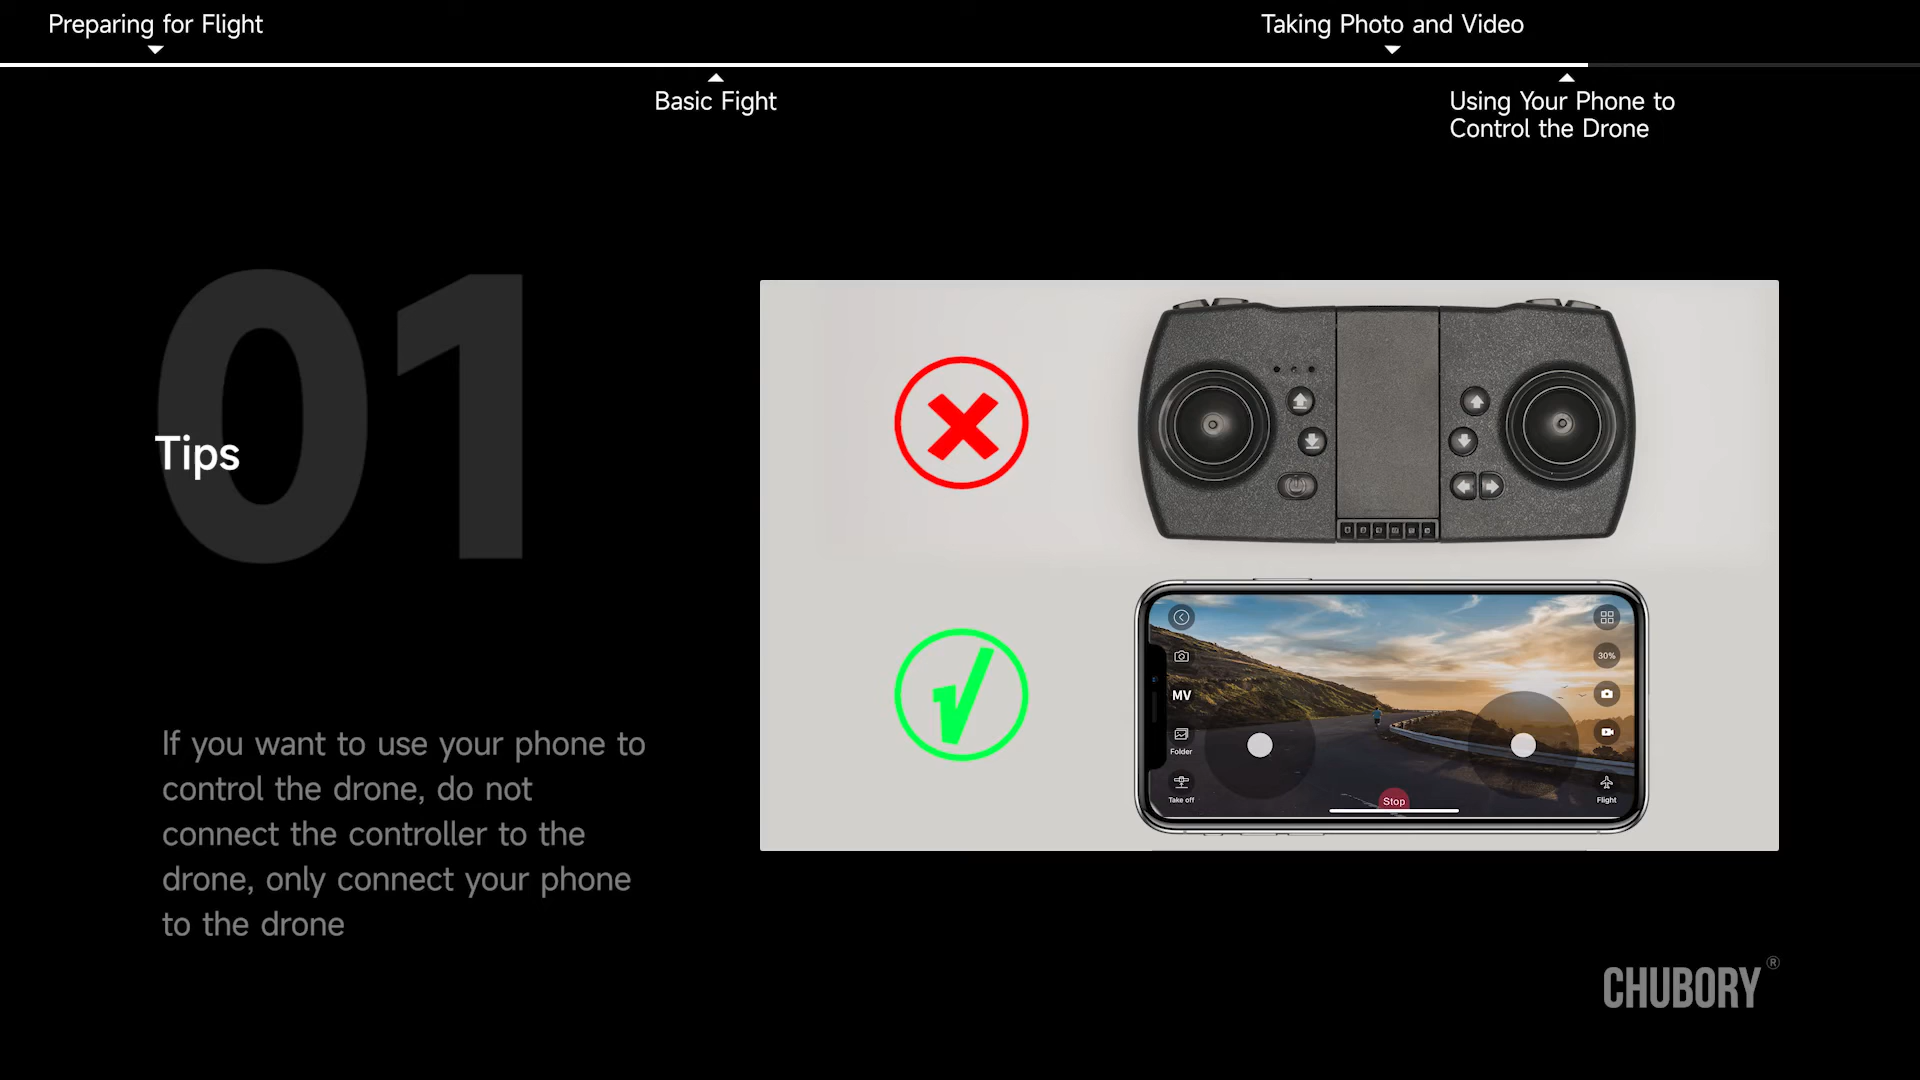 Preparing for Flight
Taking Photo and Video
Basic Fight
Using Your Phone to
Control the Drone
01
Tips
If you want to use your phone to
control the drone, do not
connect the controller to the
drone, only connect your phone
to the drone
30%
MV
Folder
Take off
Stop
Flight
CHUBORY®